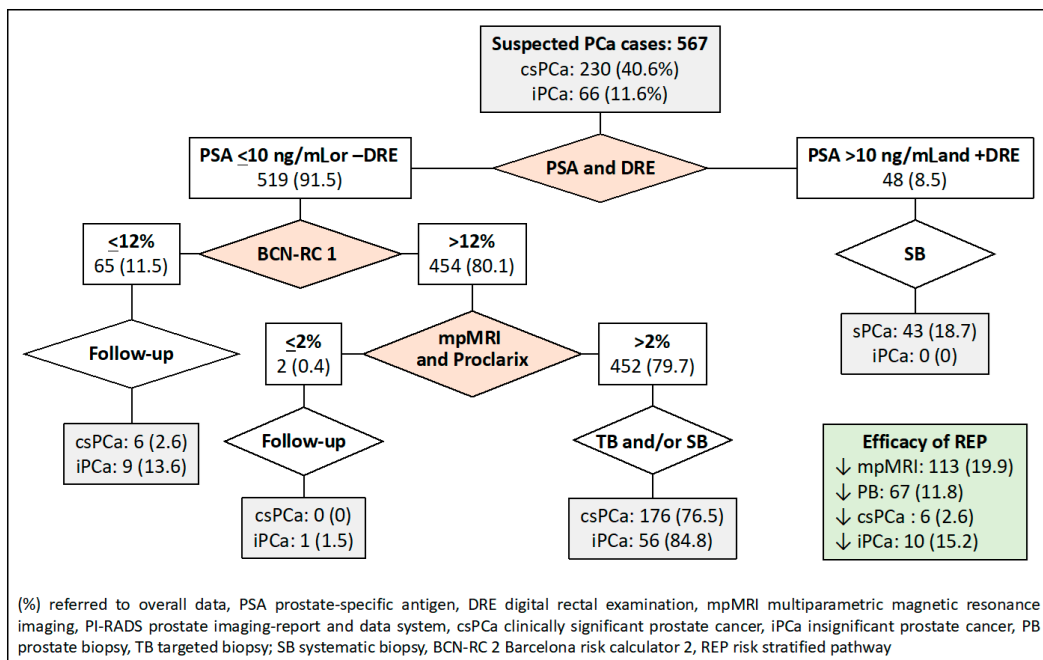 Suspected PCa cases: 567
csPCa: 230 (40.6%)
iPCa: 66 (11.6%)
PSA ≤10 ng/mLor –DRE
519 (91.5)
PSA and DRE
PSA >10 ng/mLand +DRE
48 (8.5)
≤12%
65 (11.5)
BCN-RC 1
>12%
454 (80.1)
SB
Follow-up
≤2%
2 (0.4)
mpMRI
and Proclarix
>2%
452 (79.7)
sPCa: 43 (18.7)
iPCa: 0 (0)
csPCa: 6 (2.6)
iPCa: 9 (13.6)
Follow-up
TB and/or SB
Efficacy of REP
↓ mpMRI: 113 (19.9)
↓ PB: 67 (11.8)
↓ csPCa : 6 (2.6)
↓ iPCa: 10 (15.2)
csPCa: 0 (0)
iPCa: 1 (1.5)
csPCa: 176 (76.5)
iPCa: 56 (84.8)
(%) referred to overall data, PSA prostate-specific antigen, DRE digital rectal examination, mpMRI multiparametric magnetic resonance
imaging, PI-RADS prostate imaging-report and data system, csPCa clinically significant prostate cancer, iPCa insignificant prostate cancer, PB
prostate biopsy, TB targeted biopsy; SB systematic biopsy, BCN-RC 2 Barcelona risk calculator 2, REP risk stratified pathway